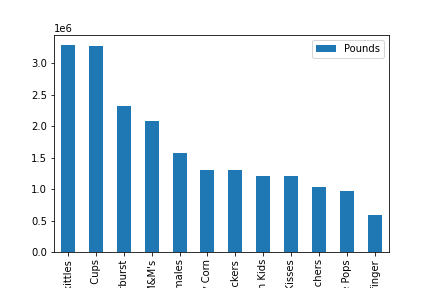 1e6
Pounds
3.0
2.5
2.0
1.5
1.0
0.5
0.0
kittles
Cups
burst
M&M's
males
Corn
ckers
Kids
Kisses
chers
Pops
finger